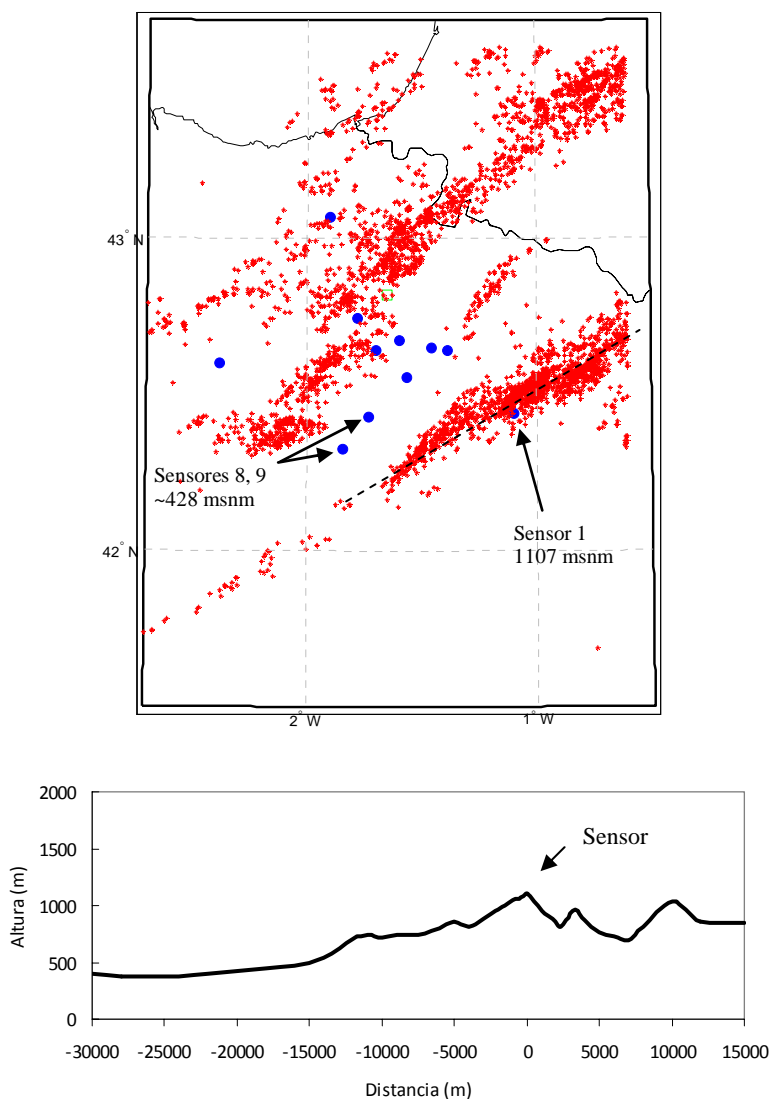 43° N
Sensores 8, 9
~428 msnm
Sensor 1
1107 msnm
42° N
2° W
1° W
2000
1500
1000
500
0
Altura (m)
Sensor
-30000 -25000 -20000 -15000 -10000 -5000 0 5000 10000 15000
Distancia (m)